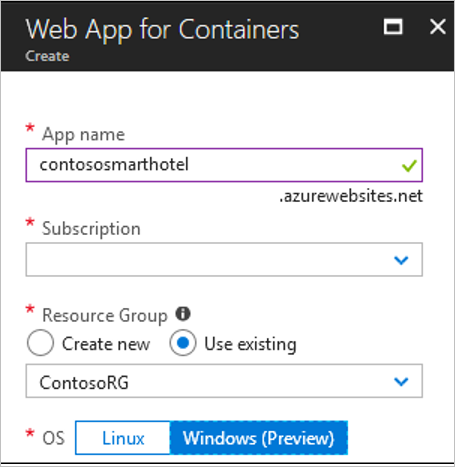 Web App for Containers
Create
* App name
contososmarthotel
.azurewebsites.net
* Subscription
* Resource Group
Create new Use existing
ContosoRG
* OS Linux Windows (Preview)